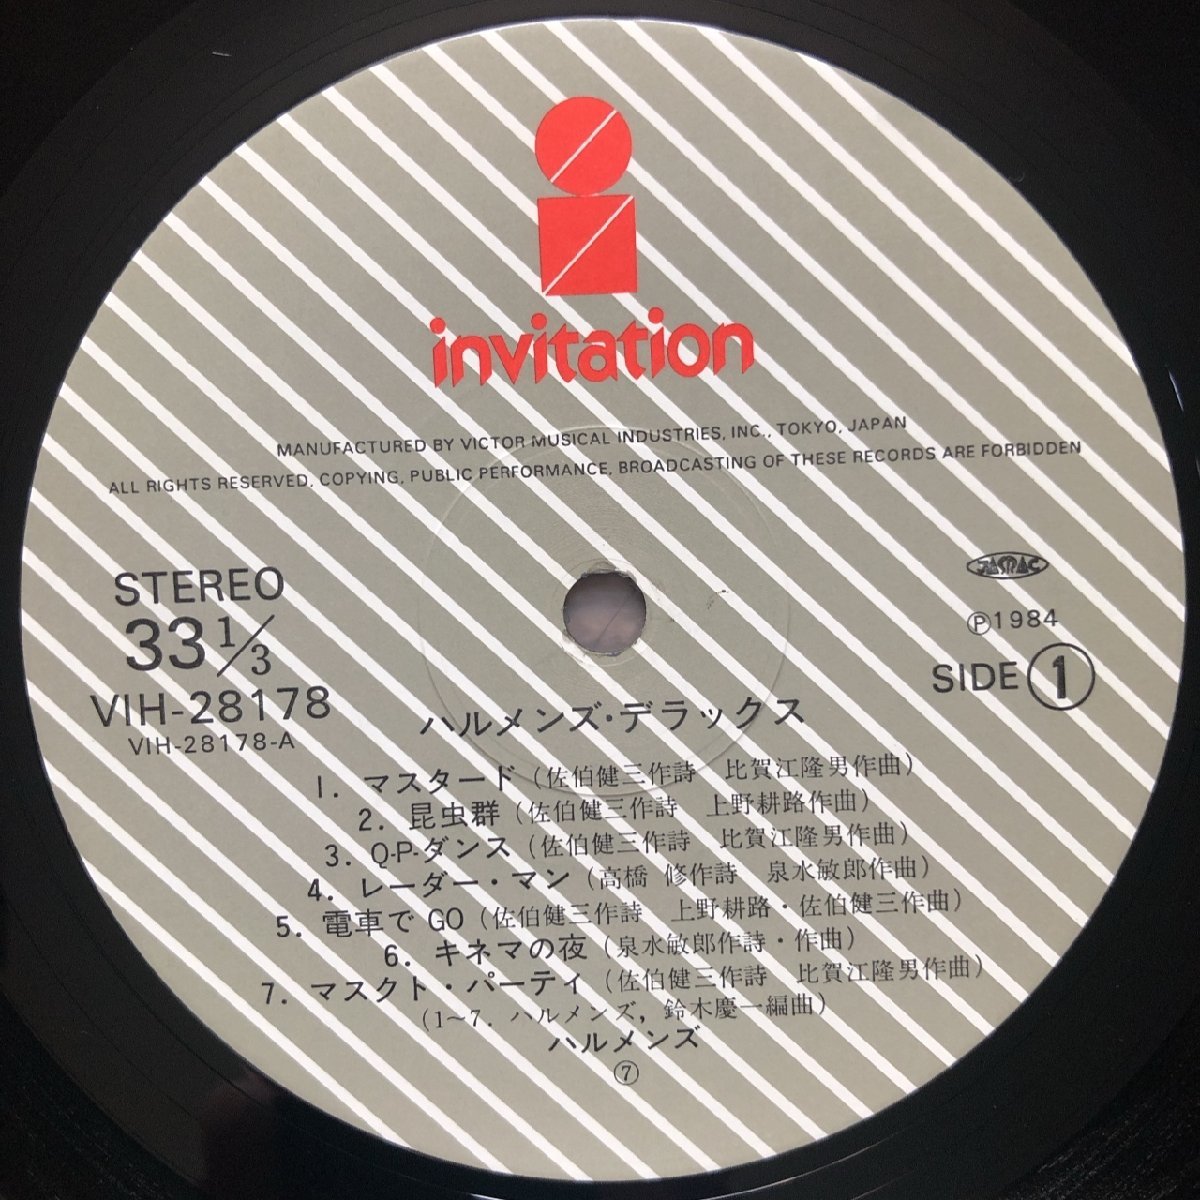 invitation
MANUFACTURED BY VICTOR MUSICAL INDUSTRIES, INC., TOKYO, JAPAN
ALL RIGHTS RESERVED, COPYING, PUBLIC PERFORMANCE, BROADCASTING OF THESE RECORDS ARE FORBIDDEN
STEREO
33 1/3
VIH-28178
VIH-28178-A
JASRAC
Ⓟ1984
SIDE 1
ハルメンズ・デラックス
1. マスタード (佐伯健三作詩 比賀江隆男作曲)
2. 昆虫群 (佐伯健三作詩 上野耕路作曲)
3. Q-P-ダンス (佐伯健三作詩 比賀江隆男作曲)
4. レーダー・マン (高橋 修作詩 泉水敏郎作曲)
5. 電車で GO (佐伯健三作詩 上野耕路・佐伯健三作曲)
6. キネマの夜 (泉水敏郎作詩・作曲)
7. マスクト・パーティ (佐伯健三作詩 比賀江隆男作曲)
(1〜7. ハルメンズ, 鈴木慶一編曲)
ハルメンズ
⑦